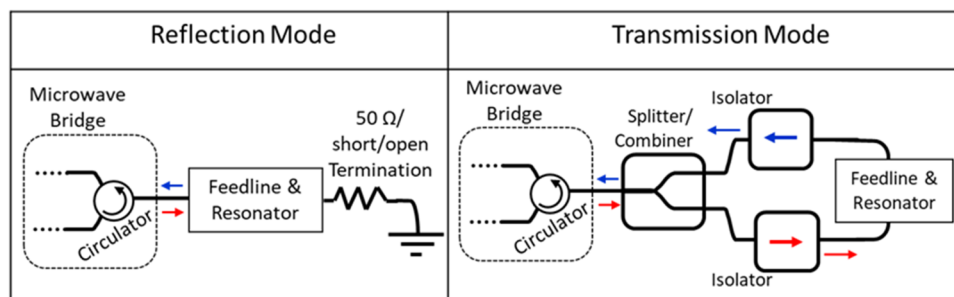 Reflection Mode
Transmission Mode
Microwave
Bridge
Circulator
50 Ω/
short/open
Termination
Feedline &
Resonator
Microwave
Bridge
Circulator
Splitter/
Combiner
Isolator
Feedline &
Resonator
Isolator